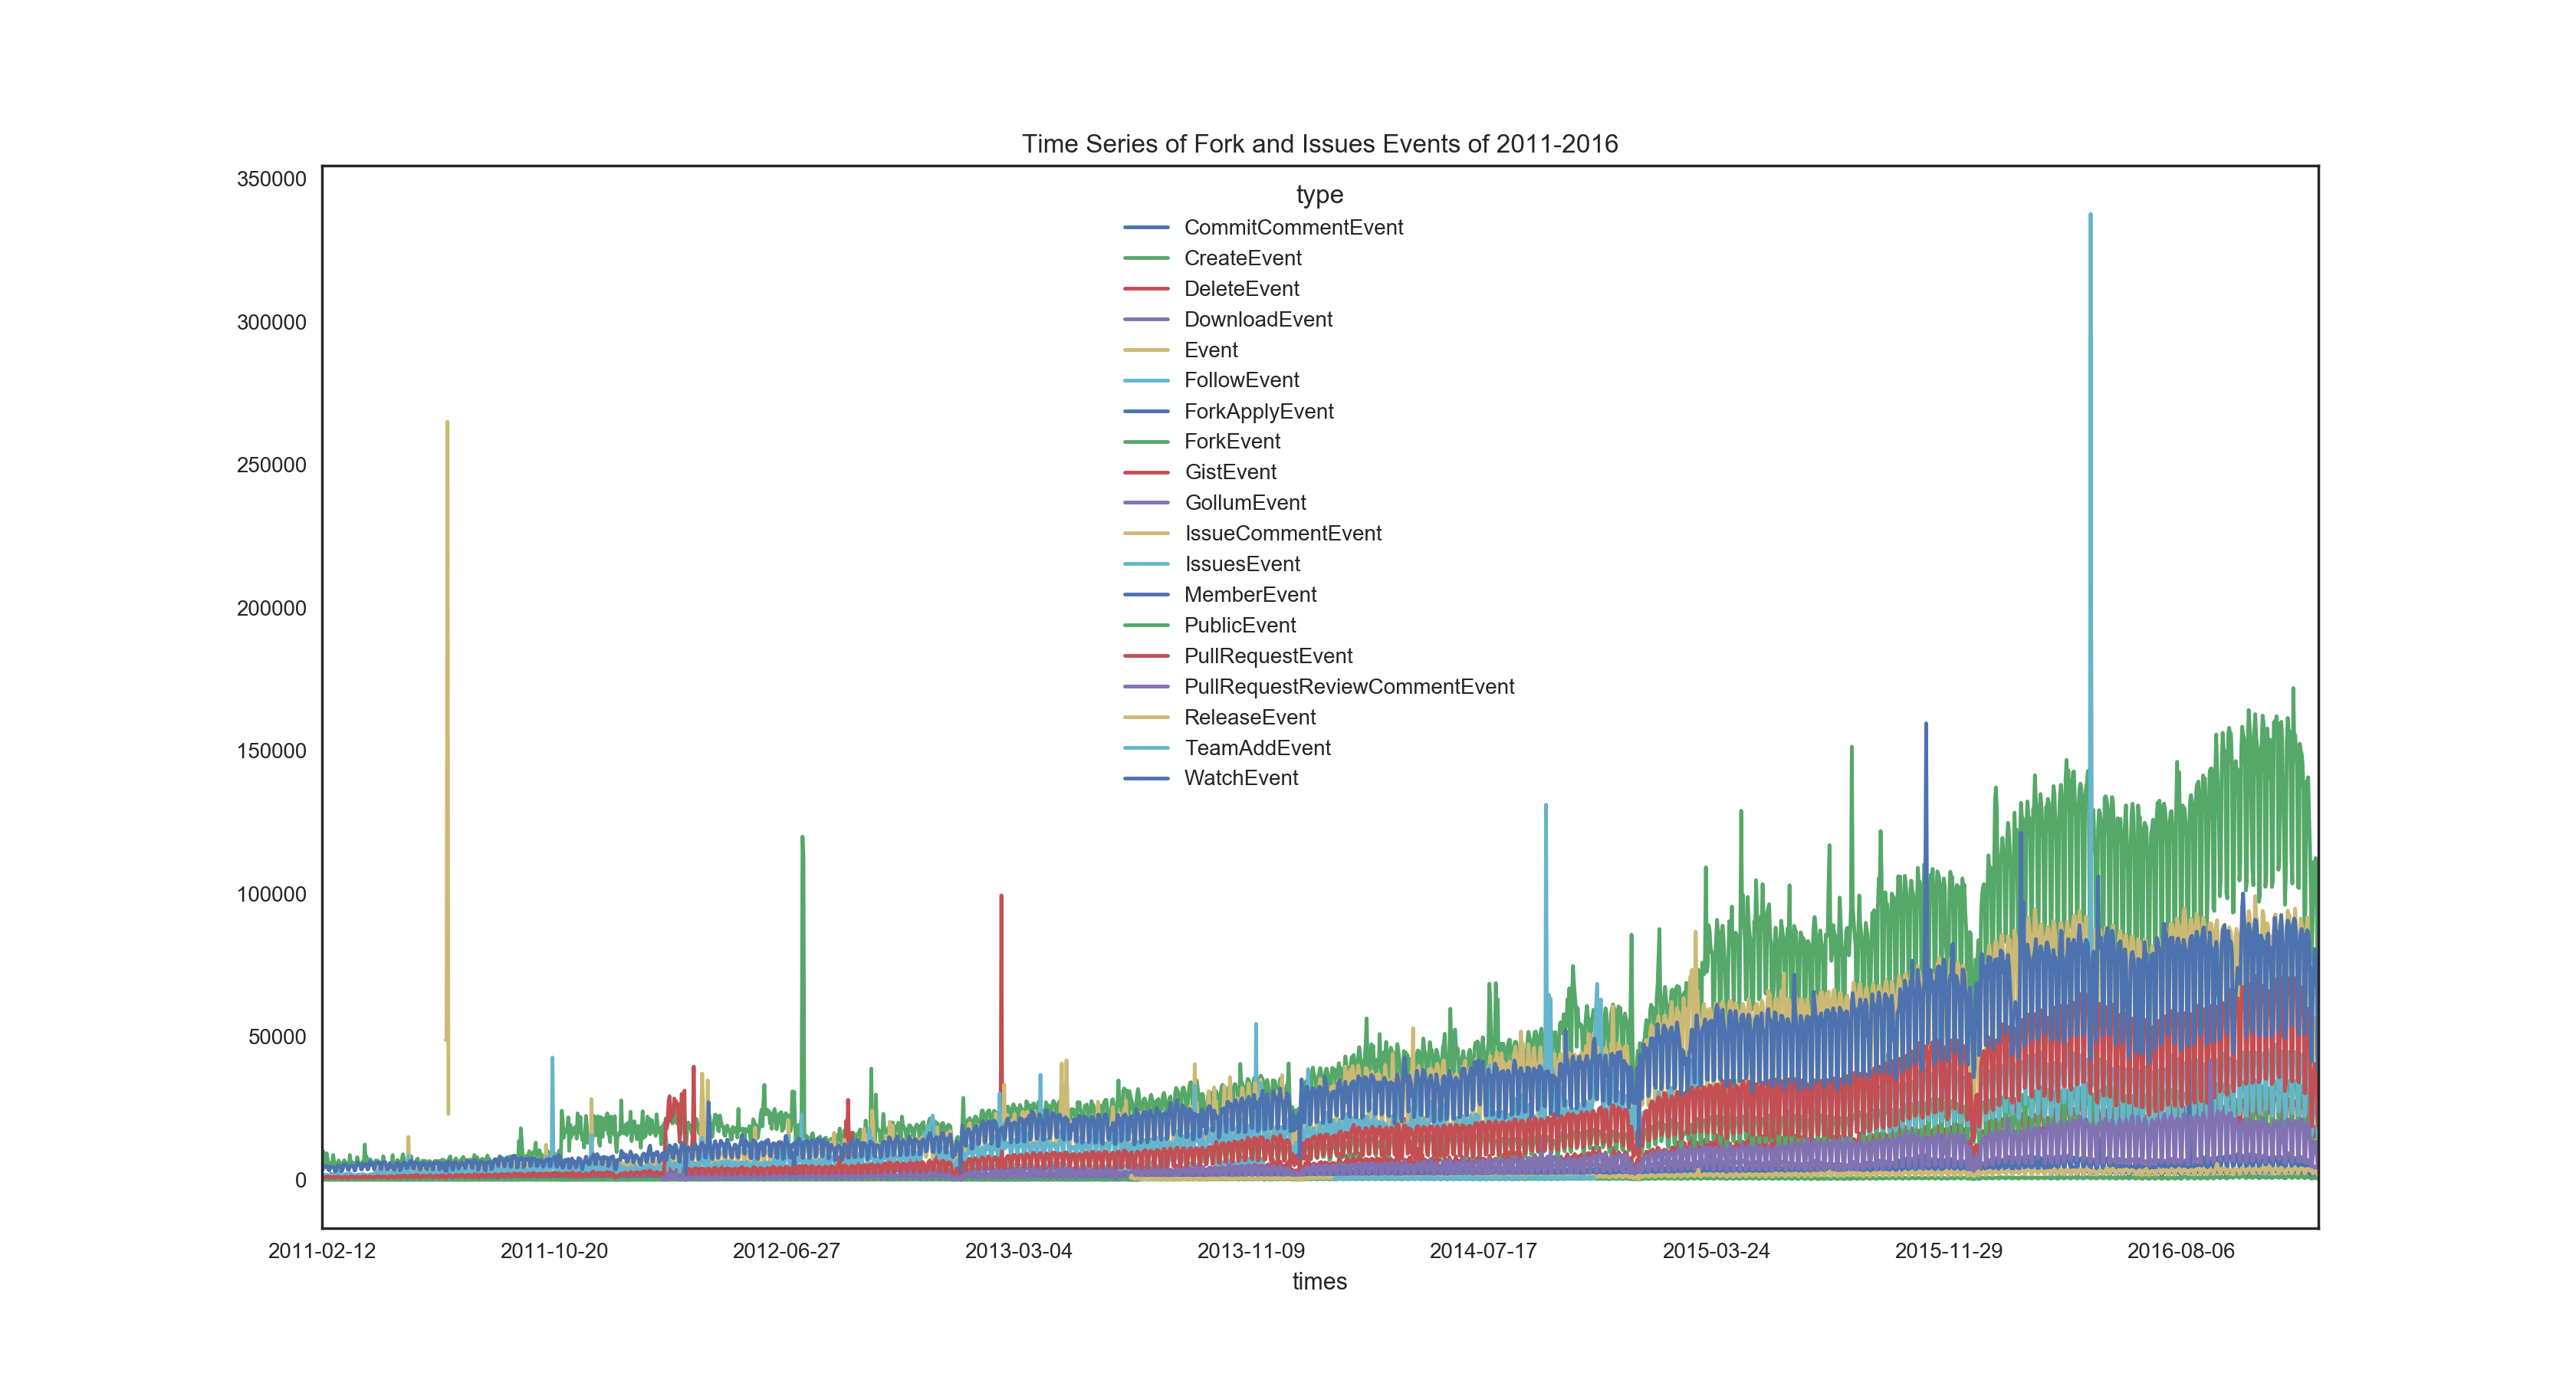 Time Series of Fork and Issues Events of 2011-2016
350000
300000
250000
200000
150000
100000
50000
0
type
CommitCommentEvent
CreateEvent
DeleteEvent
DownloadEvent
Event
FollowEvent
ForkApplyEvent
ForkEvent
GistEvent
GollumEvent
IssueCommentEvent
IssuesEvent
MemberEvent
PublicEvent
PullRequestEvent
PullRequestReviewCommentEvent
ReleaseEvent
TeamAddEvent
WatchEvent
2011-02-12 2011-10-20 2012-06-27 2013-03-04 2013-11-09 2014-07-17 2015-03-24 2015-11-29 2016-08-06
times